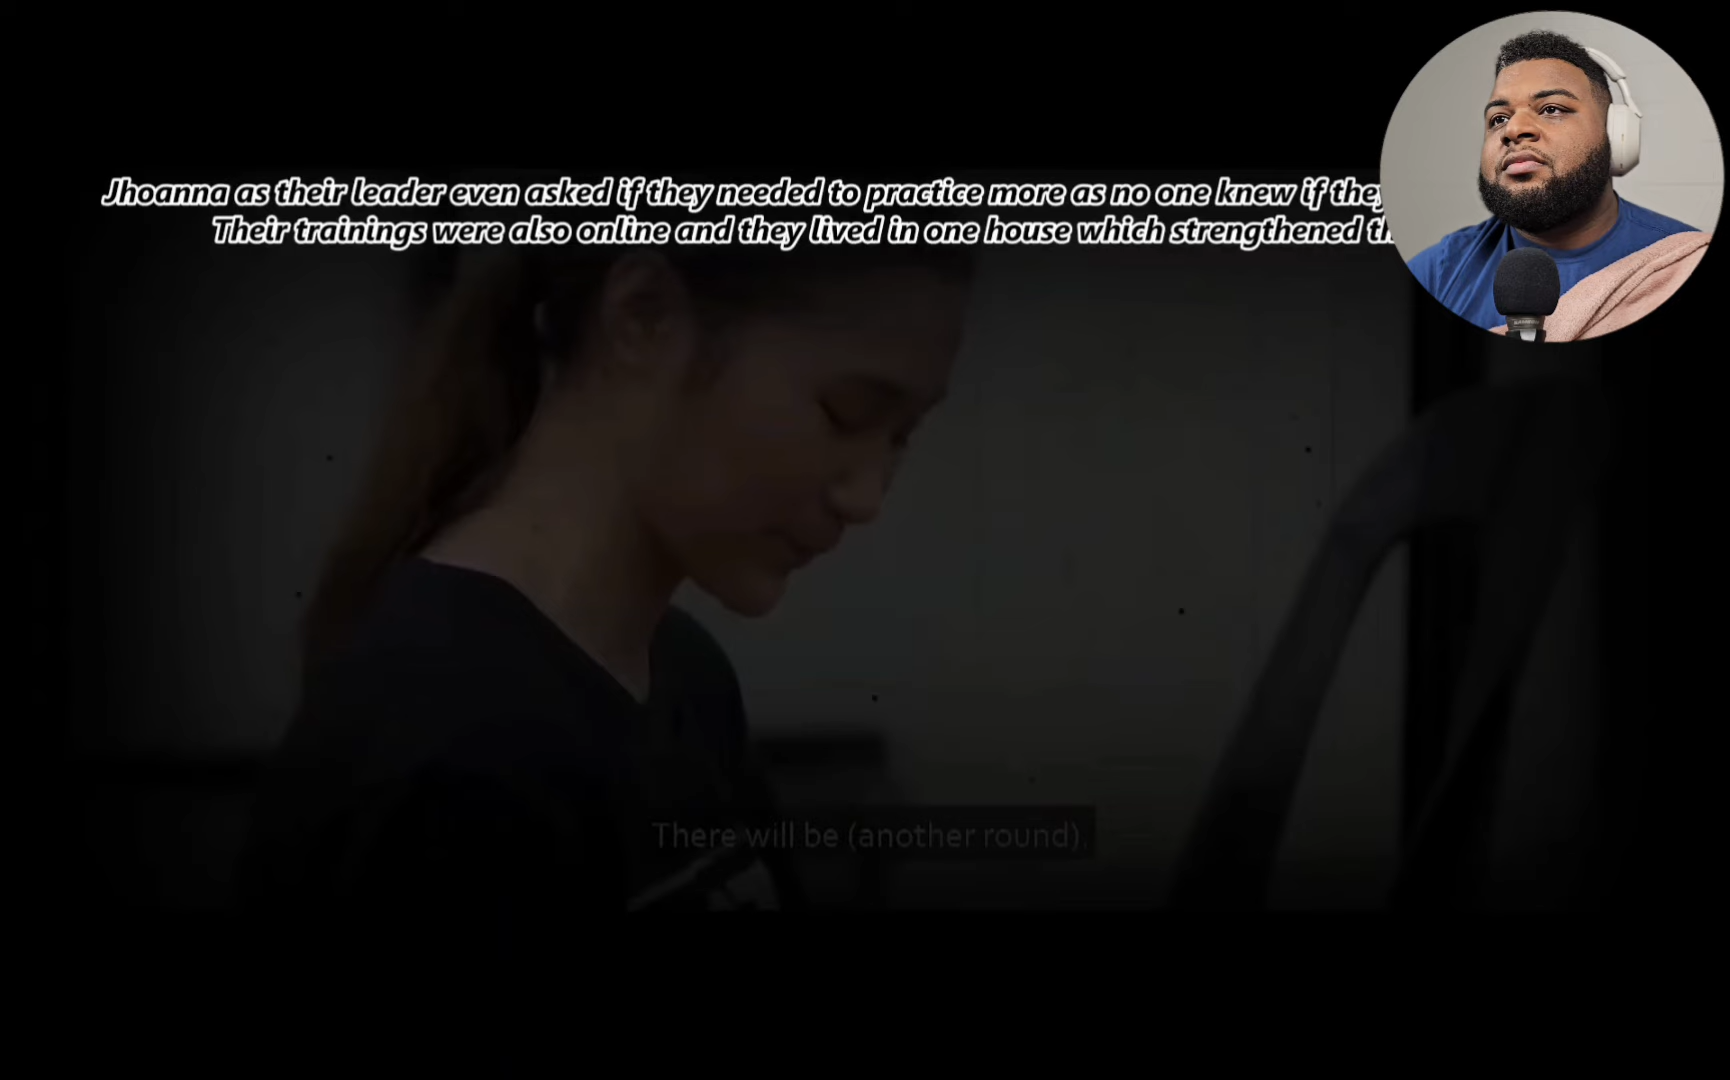 Jhoanna as their leader even asked if they needed to practice more as no one knew if they
Their trainings were also online and they lived in one house which strengthened
There will be (another round).